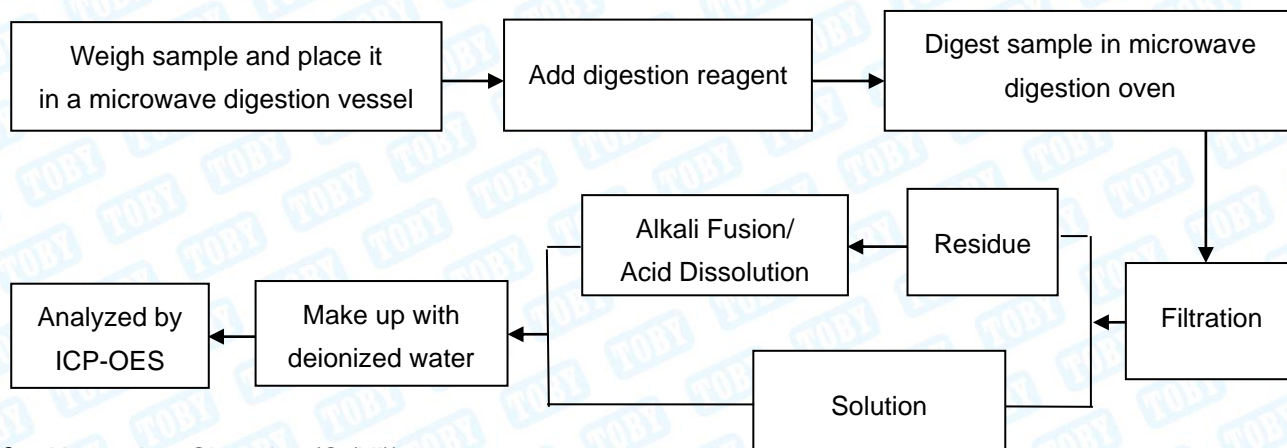 Weigh sample and place it
in a microwave digestion vessel
Add digestion reagent
Digest sample in microwave
digestion oven
Alkali Fusion/
Acid Dissolution
Residue
Filtration
Analyzed by
ICP-OES
Make up with
deionized water
Solution
TOBY